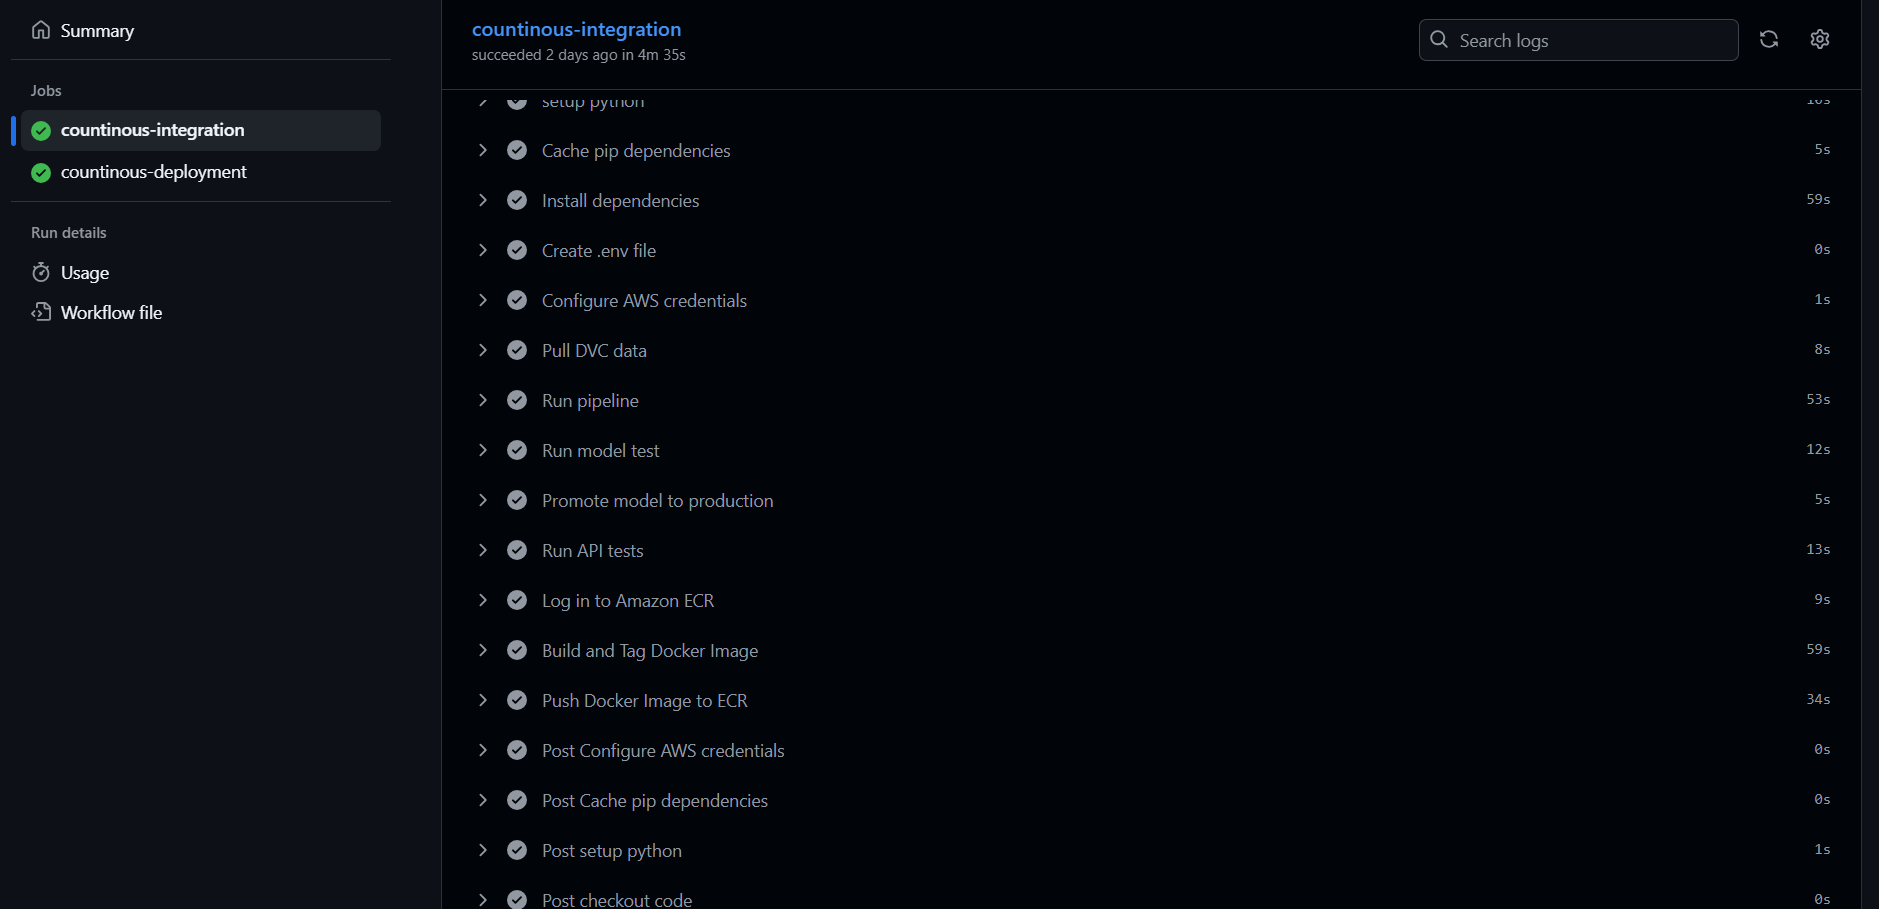 Summary
Jobs
countinous-integration
countinous-deployment
Run details
Usage
Workflow file
countinous-integration
succeeded 2 days ago in 4m 35s
Search logs
setup python
Cache pip dependencies 5s
Install dependencies 59s
Create .env file 0s
Configure AWS credentials 1s
Pull DVC data 8s
Run pipeline 53s
Run model test 12s
Promote model to production 5s
Run API tests 13s
Log in to Amazon ECR 9s
Build and Tag Docker Image 59s
Push Docker Image to ECR 34s
Post Configure AWS credentials 0s
Post Cache pip dependencies 0s
Post setup python 1s
Post checkout code 0s